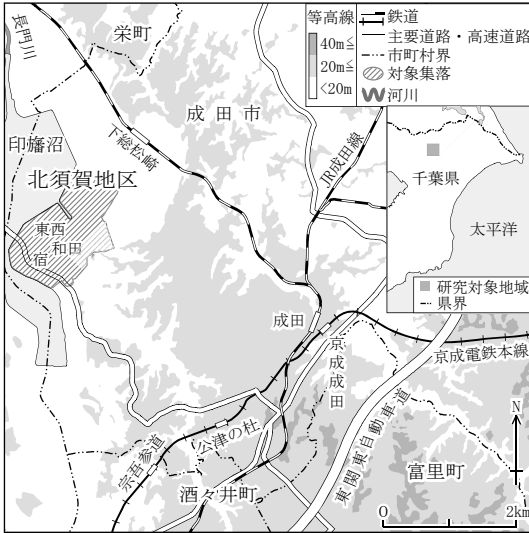 等高線
40m≦
20m≦
<20m
鉄道
主要道路・高速道路
市町村界
対象集落
河川
長門川
栄町
成田市
下総松崎
JR成田線
印旛沼
北須賀地区
東西
和田
宿
千葉県
太平洋
研究対象地域
県界
成田
京成成田
京成電鉄本線
東関東自動車道
公津の杜
宗吾参道
酒々井町
富里町
N
0 2km